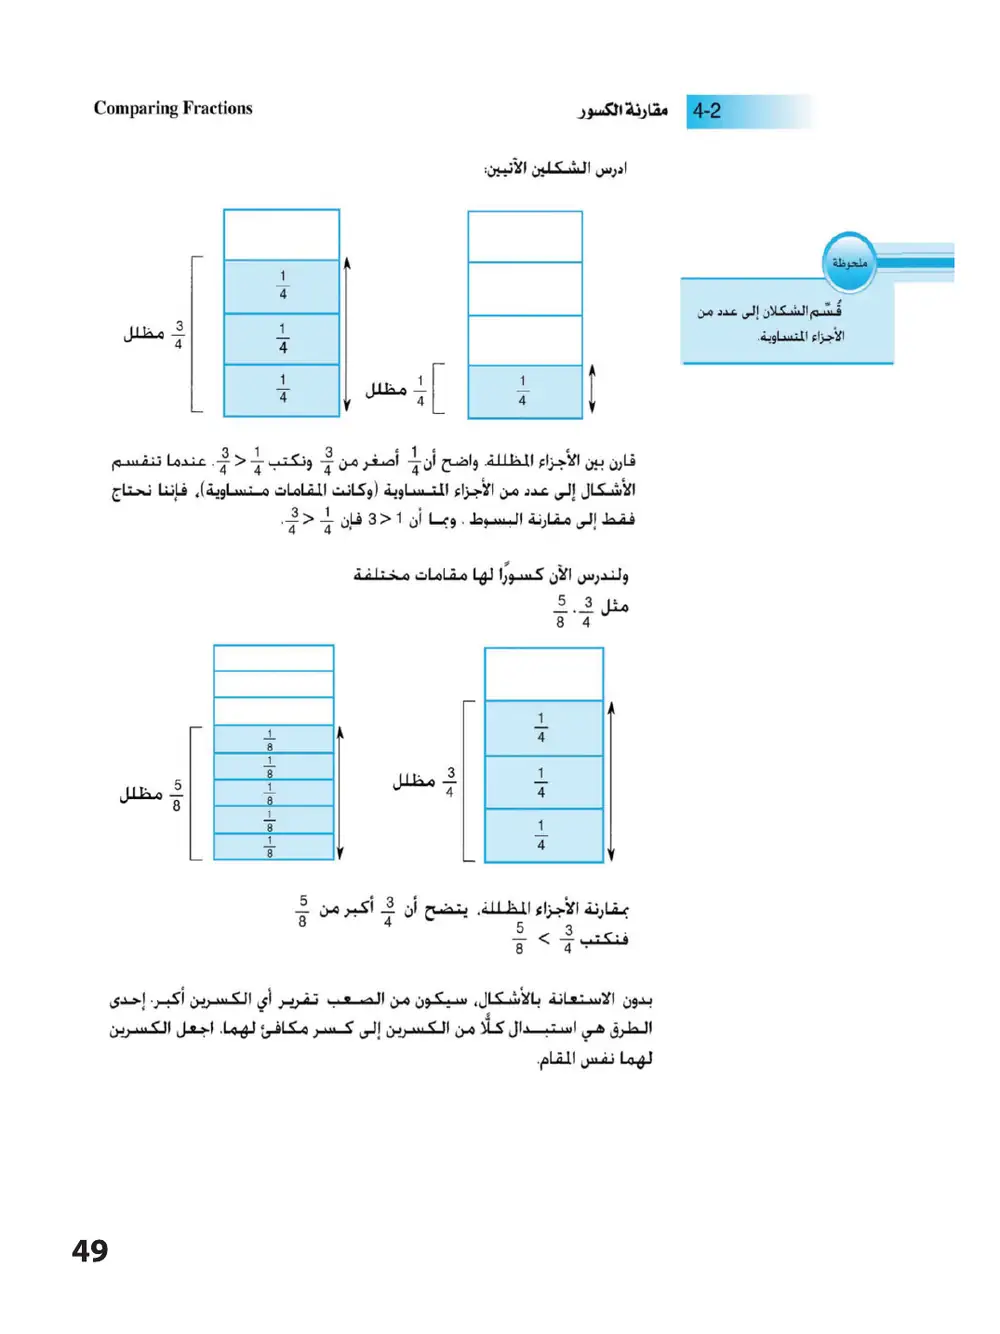 4-2 مقارنة الكسور Comparing Fractions
ادرس الشكلين الآتيين:
ملحوظة
قُسِّم الشكلان إلى عدد من
الأجزاء المتساوية.
1/4
1/4 مظلل
1/4
1/4
1/4
3/4 مظلل
قارن بين الأجزاء المظللة. واضح أن 1/4 أصغر من 3/4 ونكتب 1/4 < 3/4. عندما تنقسم
الأشكال إلى عدد من الأجزاء المتساوية (وكانت المقامات متساوية)، فإننا نحتاج
فقط إلى مقارنة البسوط. وبما أن 1 < 3 فإن 1/4 < 3/4.
ولندرس الآن كسورًا لها مقامات مختلفة
مثل 3/4، 5/8
1/4
1/4
1/4
3/4 مظلل
1/8
1/8
1/8
1/8
1/8
5/8 مظلل
بمقارنة الأجزاء المظللة، يتضح أن 3/4 أكبر من 5/8
فنكتب 3/4 > 5/8
بدون الاستعانة بالأشكال، سيكون من الصعب تقرير أي الكسرين أكبر. إحدى
الطرق هي استبدال كلًّا من الكسرين إلى كسر مكافئ لهما. اجعل الكسرين
لهما نفس المقام.
49